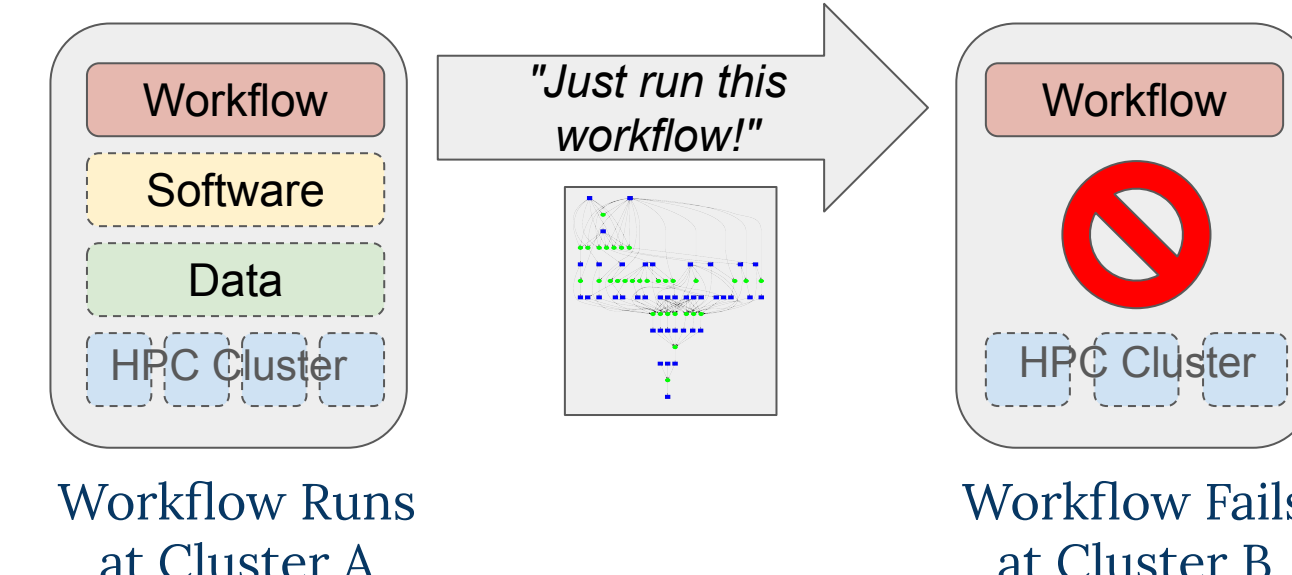 Workflow
Software
Data
HPC Cluster
"Just run this
workflow!"
Workflow
HPC Cluster
Workflow Runs
at Cluster A
Workflow Fails
at Cluster B